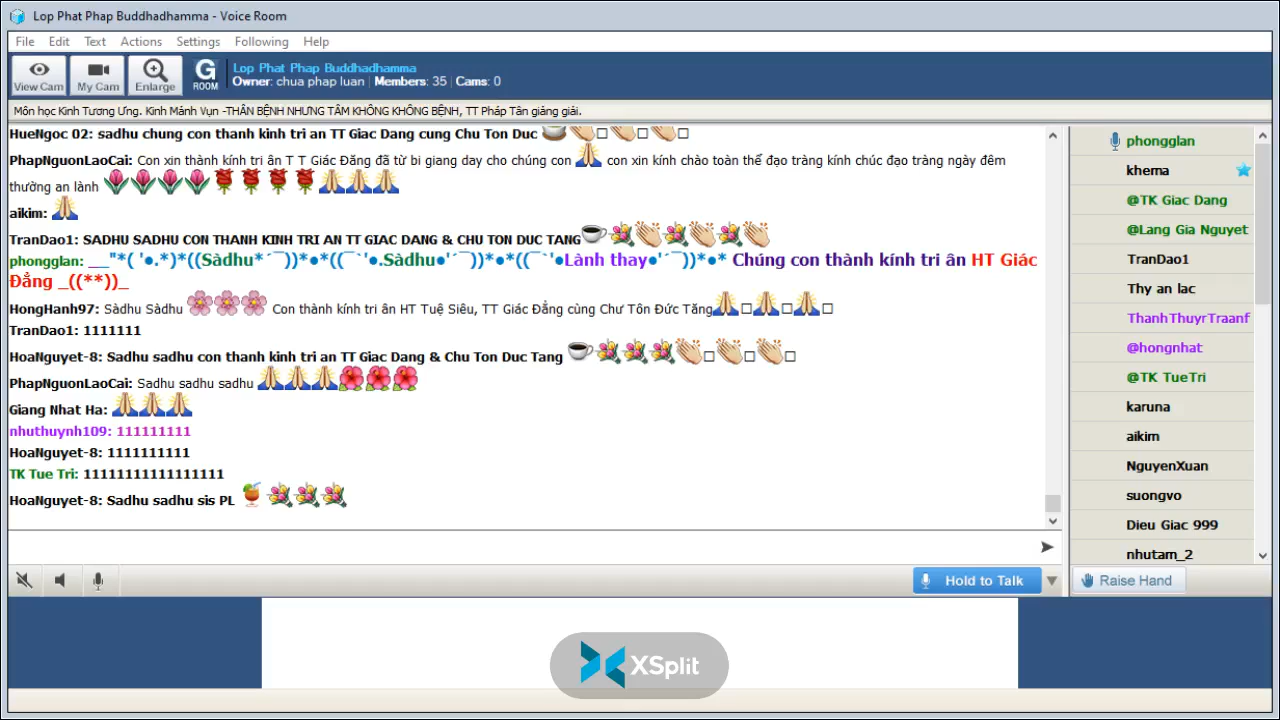 Lop Phat Phap Buddhadhamma - Voice Room
File Edit Text Actions Settings Following Help
View Cam My Cam Enlarge G ROOM
Lop Phat Phap Buddhadhamma
Owner: chua phap luan | Members: 35 | Cams: 0
Môn học Kinh Tương Ưng. Kinh Mảnh Vụn -THÂN BỆNH NHƯNG TÂM KHÔNG KHÔNG BỆNH, TT Pháp Tân giảng giải.
HueNgoc 02: sadhu chung con thanh kinh tri an TT Giac Dang cung Chu Ton Duc
PhapNguonLaoCai: Con xin thành kính tri ân T T Giác Đăng đã từ bi giang day cho chúng con 🙏 con xin kính chào toàn thể đạo tràng kính chúc đạo tràng ngày đêm
thường an lành
aikim:
TranDao1: SADHU SADHU CON THANH KINH TRI AN TT GIAC DANG & CHU TON DUC TANG
phongglan: ___"*( '●.*)*((Sàdhu*´¯))*●*((¯`'●.Sàdhu●'´¯))*●*((¯`'●Lành thay●'´¯))*●* Chúng con thành kính tri ân HT Giác
Đẳng _((**))_
HongHanh97: Sàdhu Sàdhu Con thành kính tri ân HT Tuệ Siêu, TT Giác Đẳng cùng Chư Tôn Đức Tăng
TranDao1: 1111111
HoaNguyet-8: Sadhu sadhu con thanh kinh tri an TT Giac Dang & Chu Ton Duc Tang
PhapNguonLaoCai: Sadhu sadhu sadhu
Giang Nhat Ha:
nhuthuynh109: 111111111
HoaNguyet-8: 1111111111
TK Tue Tri: 11111111111111111
HoaNguyet-8: Sadhu sadhu sis PL
Hold to Talk
phongglan
khema
@TK Giac Dang
@Lang Gia Nguyet
TranDao1
Thy an lac
ThanhThuyrTraanf
@hongnhat
@TK TueTri
karuna
aikim
NguyenXuan
suongvo
Dieu Giac 999
nhutam_2
Raise Hand
XSplit